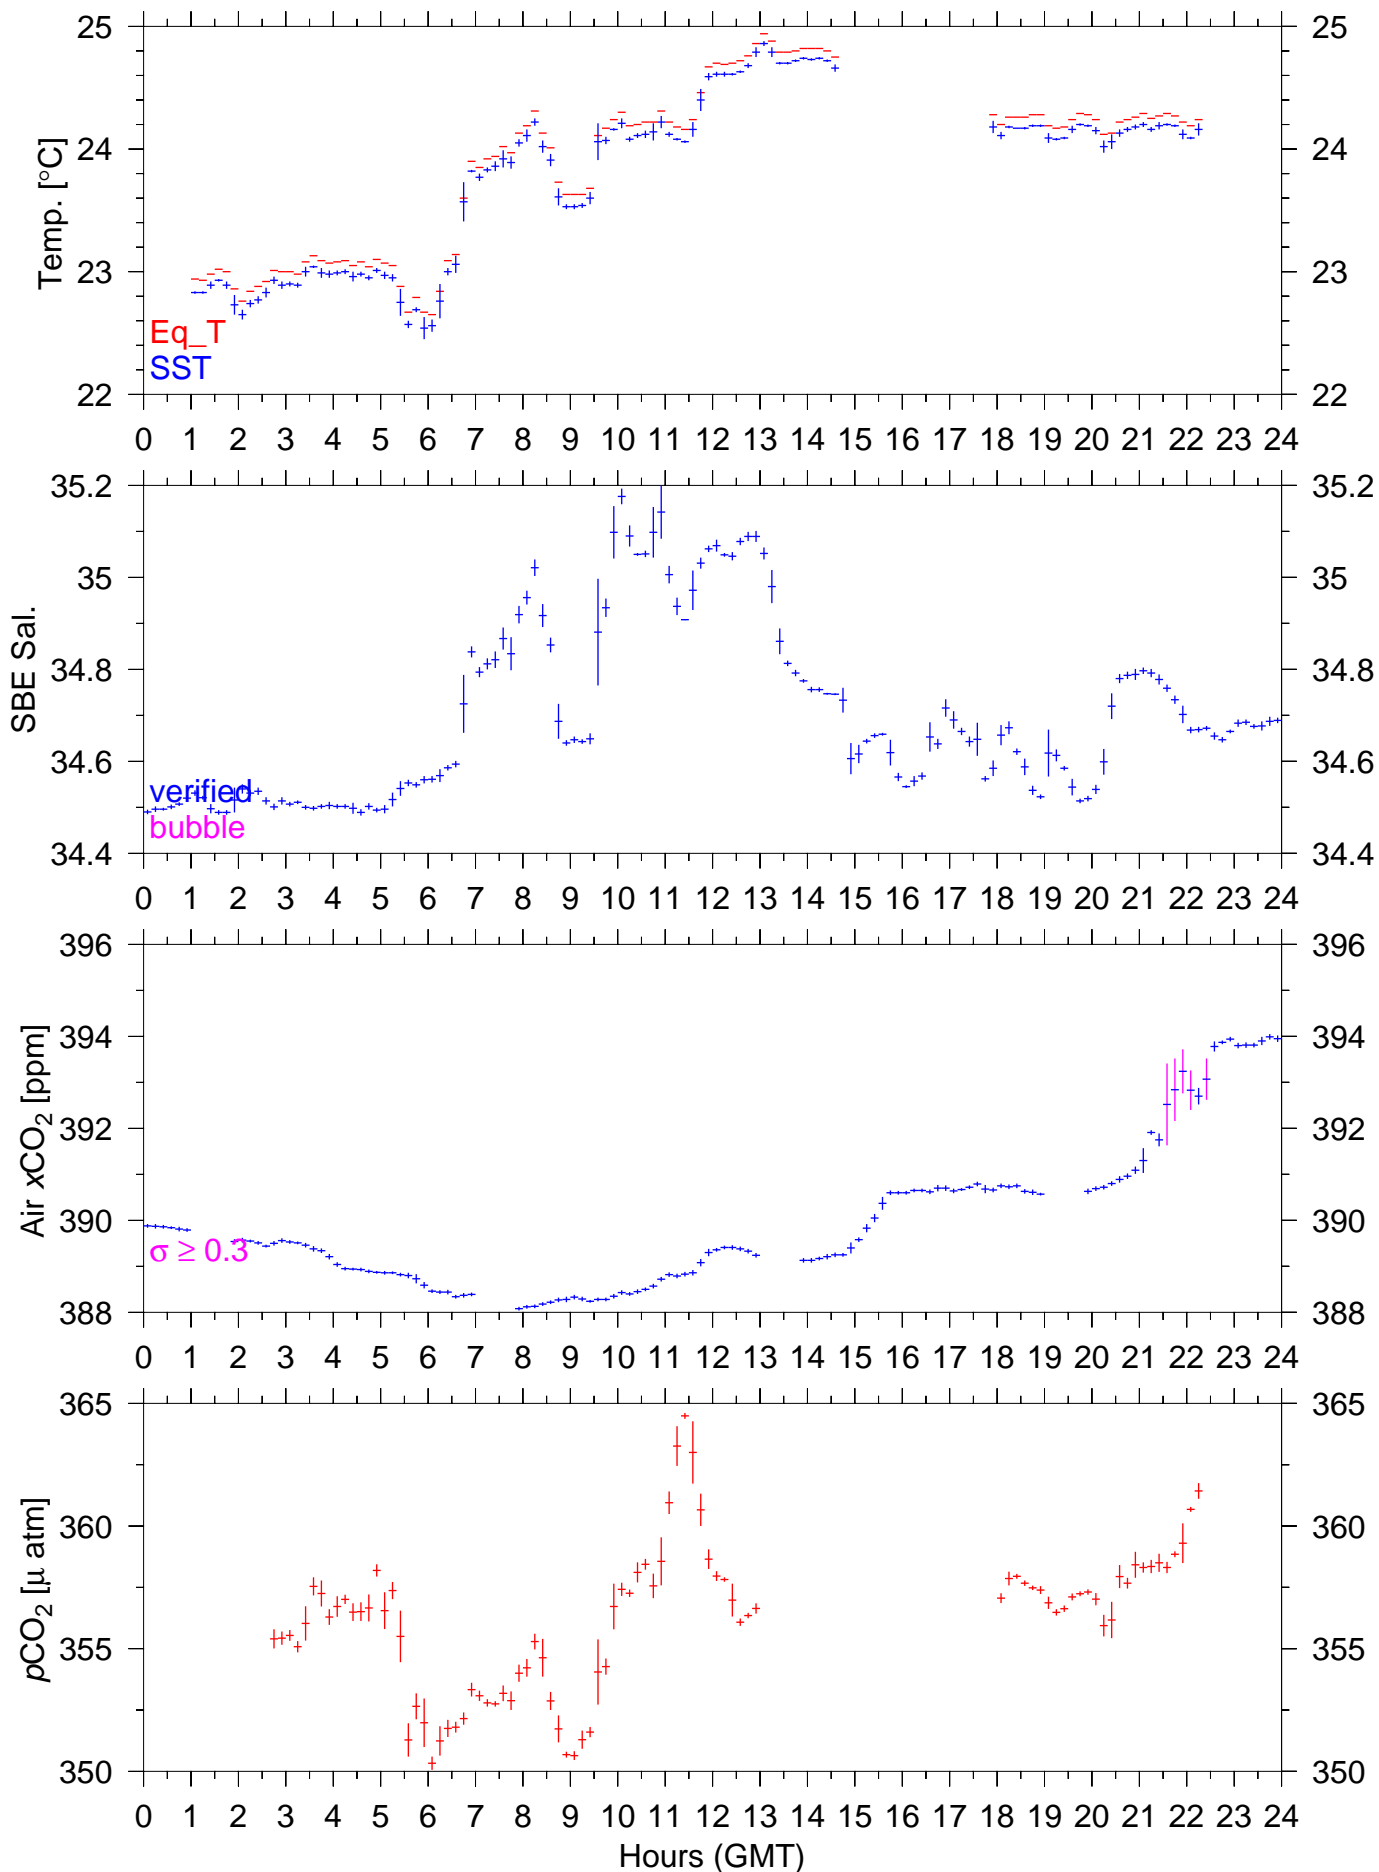 25 25
24 24
23 23
22 22
Temp. [°C]
Eq_T
SST
0 1 2 3 4 5 6 7 8 9 10 11 12 13 14 15 16 17 18 19 20 21 22 23 24
35.2 35.2
35 35
34.8 34.8
34.6 34.6
34.4 34.4
SBE Sal.
verified
bubble
0 1 2 3 4 5 6 7 8 9 10 11 12 13 14 15 16 17 18 19 20 21 22 23 24
396 396
394 394
392 392
390 390
388 388
Air xCO₂ [ppm]
σ ≥ 0.3
0 1 2 3 4 5 6 7 8 9 10 11 12 13 14 15 16 17 18 19 20 21 22 23 24
365 365
360 360
355 355
350 350
pCO₂ [μ atm]
0 1 2 3 4 5 6 7 8 9 10 11 12 13 14 15 16 17 18 19 20 21 22 23 24
Hours (GMT)